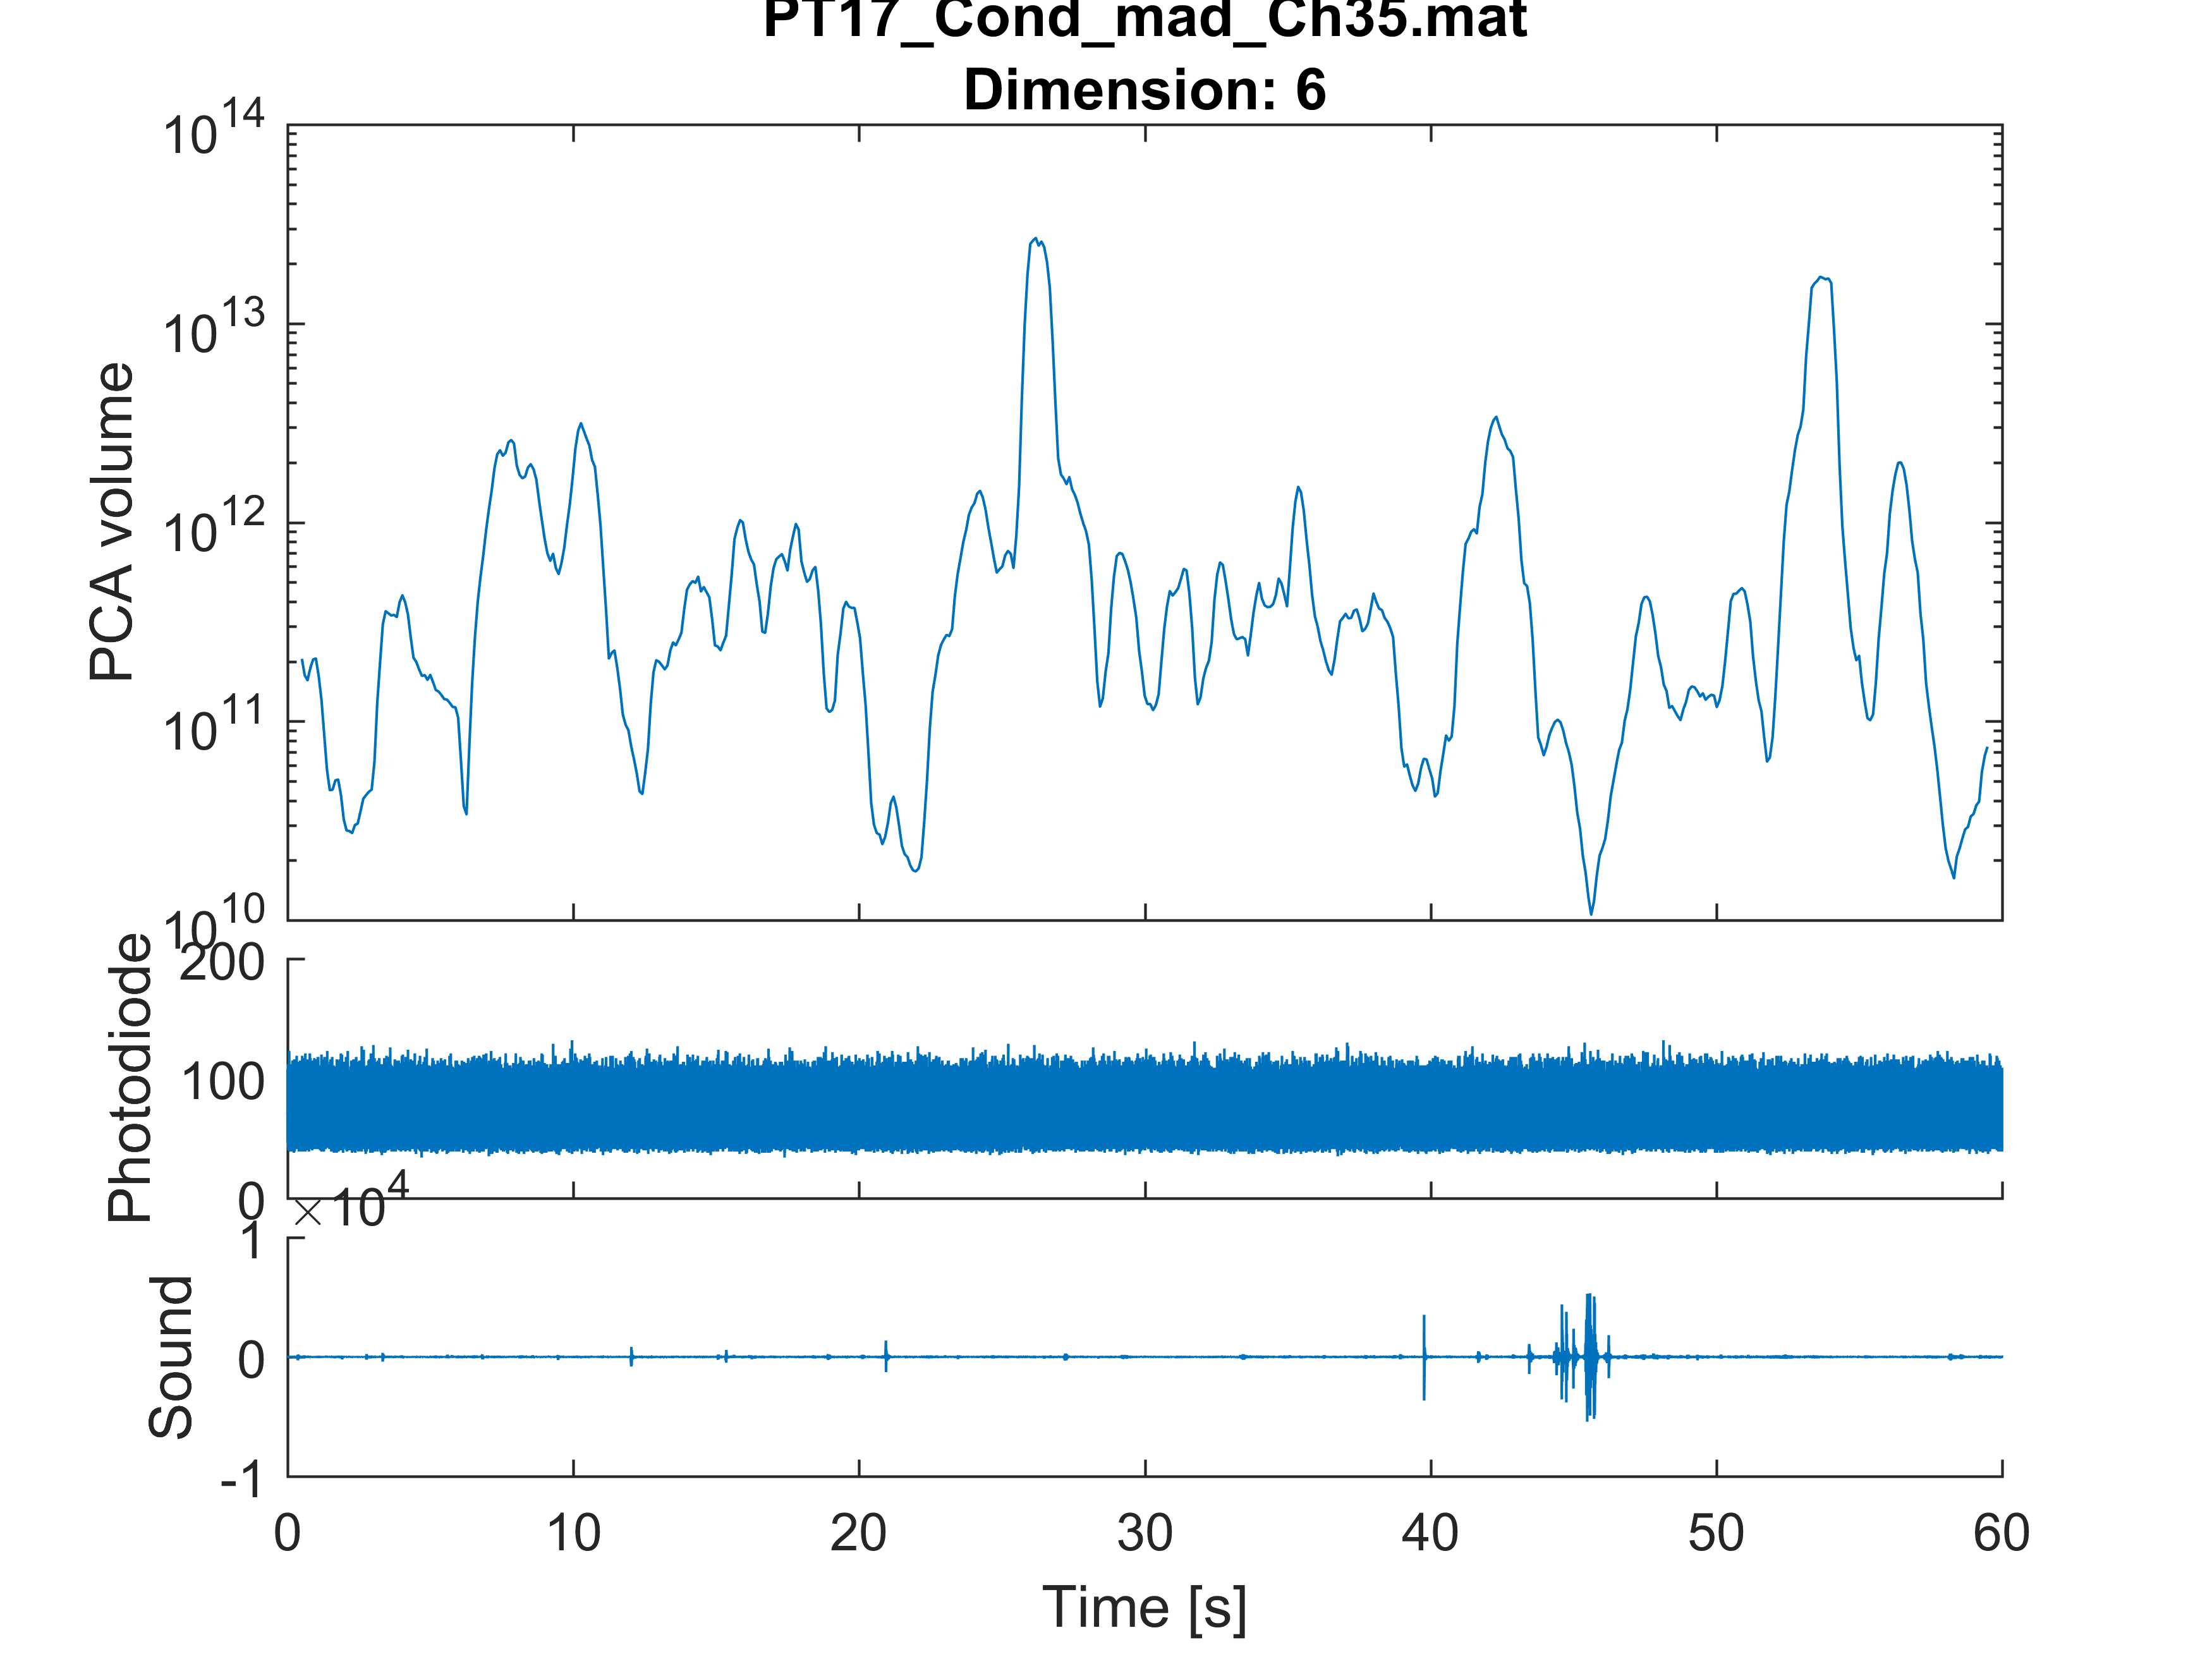 PT17_Cond_mad_Ch35.mat
Dimension: 6
10^14
10^13
10^12
10^11
10^10
PCA volume
200
100
0
Photodiode
×10^4
1
0
-1
Sound
0 10 20 30 40 50 60
Time [s]